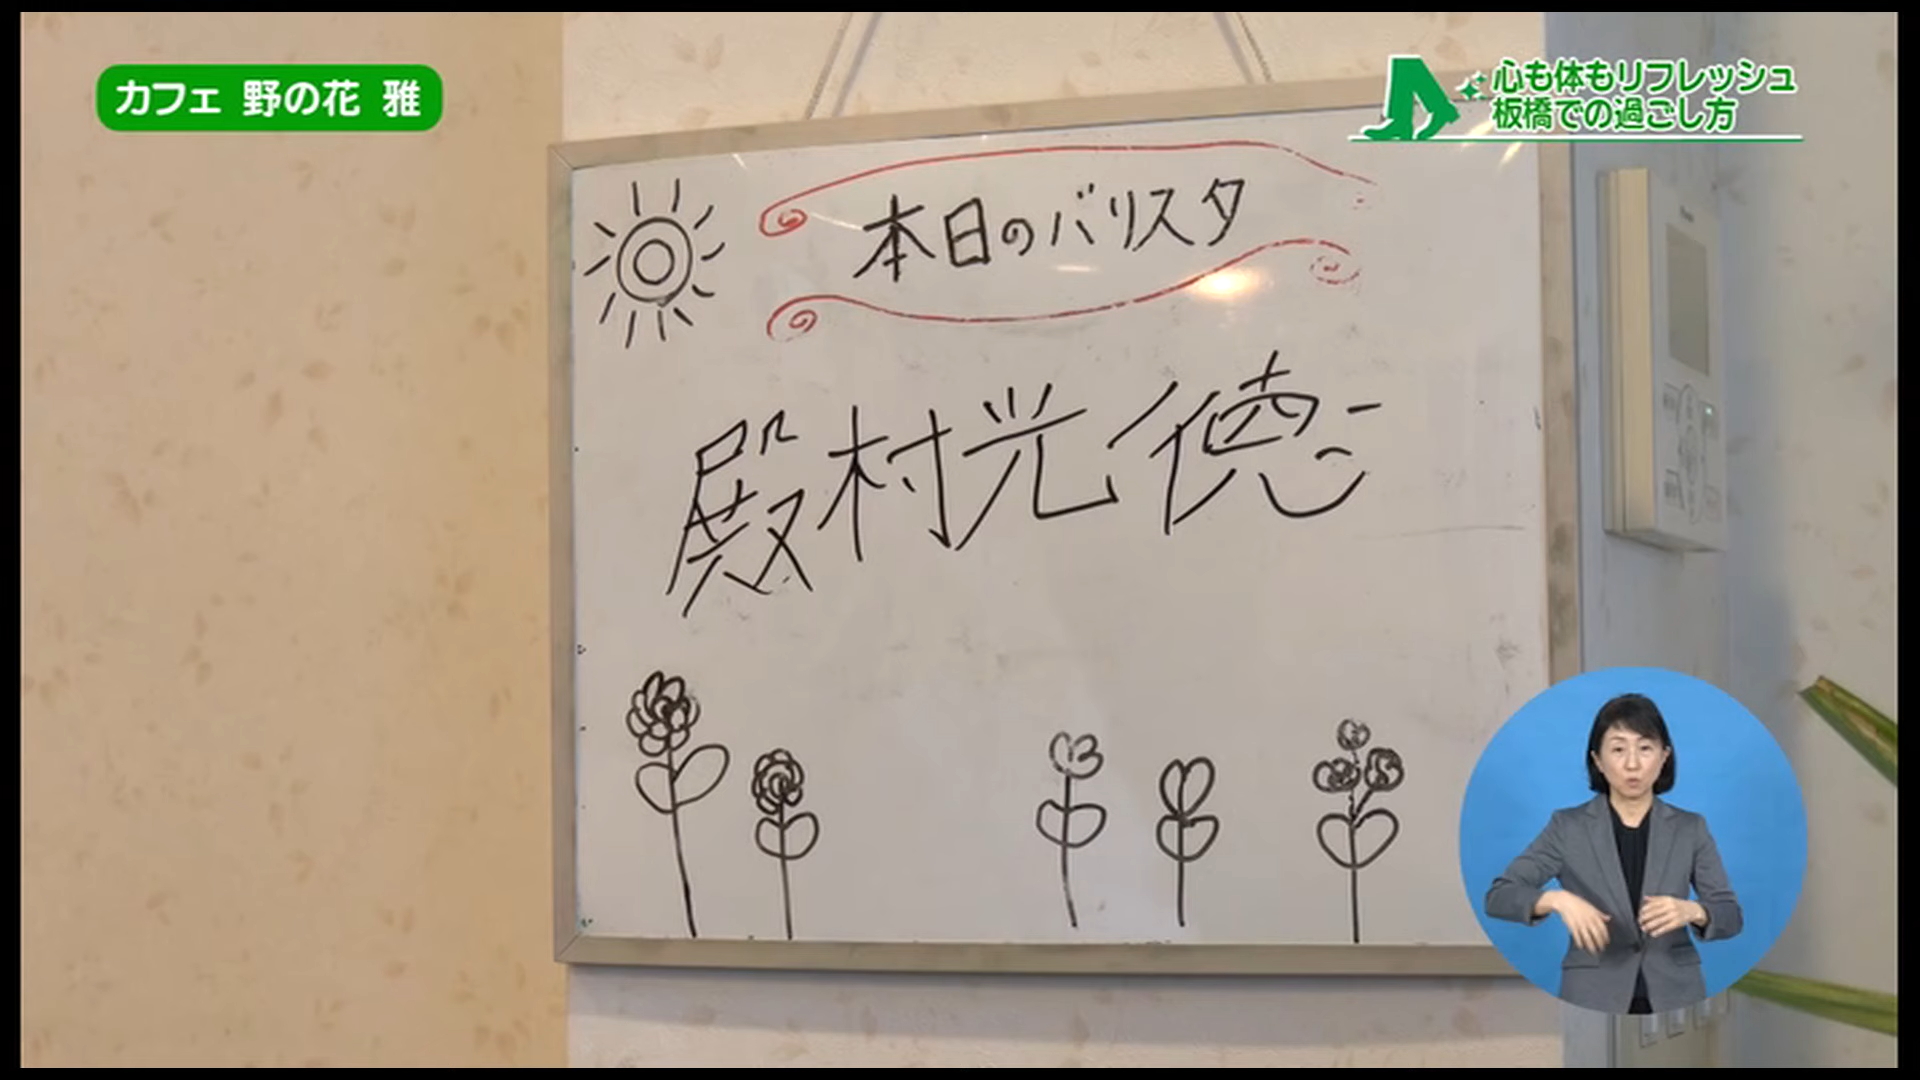 カフェ 野の花 雅
心も体もリフレッシュ
板橋での過ごし方
本日のバリスタ
殿村光徳